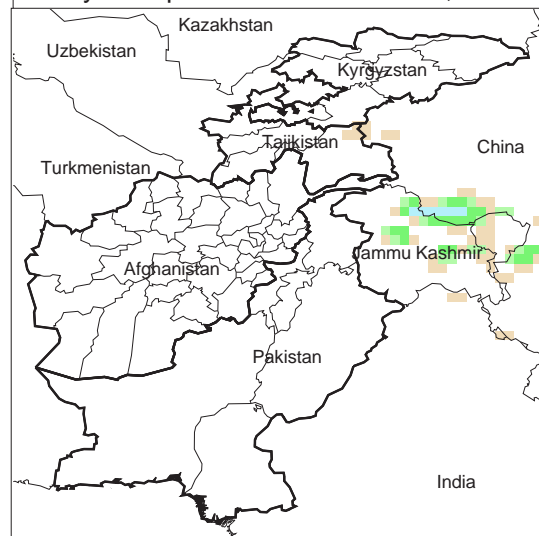 Kazakhstan
Uzbekistan
Kyrgyzstan
Tajikistan
China
Turkmenistan
Jammu Kashmir
Afghanistan
Pakistan
India